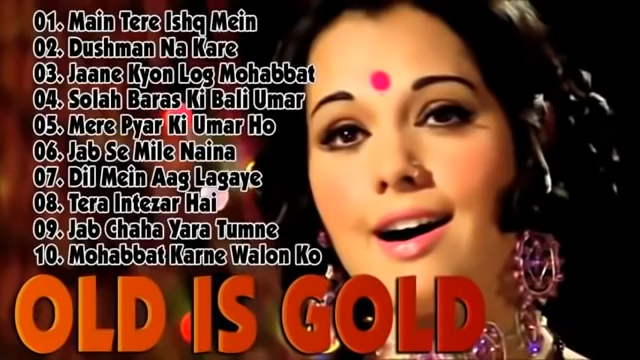 01. Main Tere Ishq Mein
02. Dushman Na Kare
03. Jaane Kyon Log Mohabbat
04. Solah Baras Ki Bali Umar
05. Mere Pyar Ki Umar Ho
06. Jab Se Mile Naina
07. Dil Mein Aag Lagaye
08. Tera Intezar Hai
09. Jab Chaha Yara Tumne
10. Mohabbat Karne Walon Ko
OLD IS GOLD